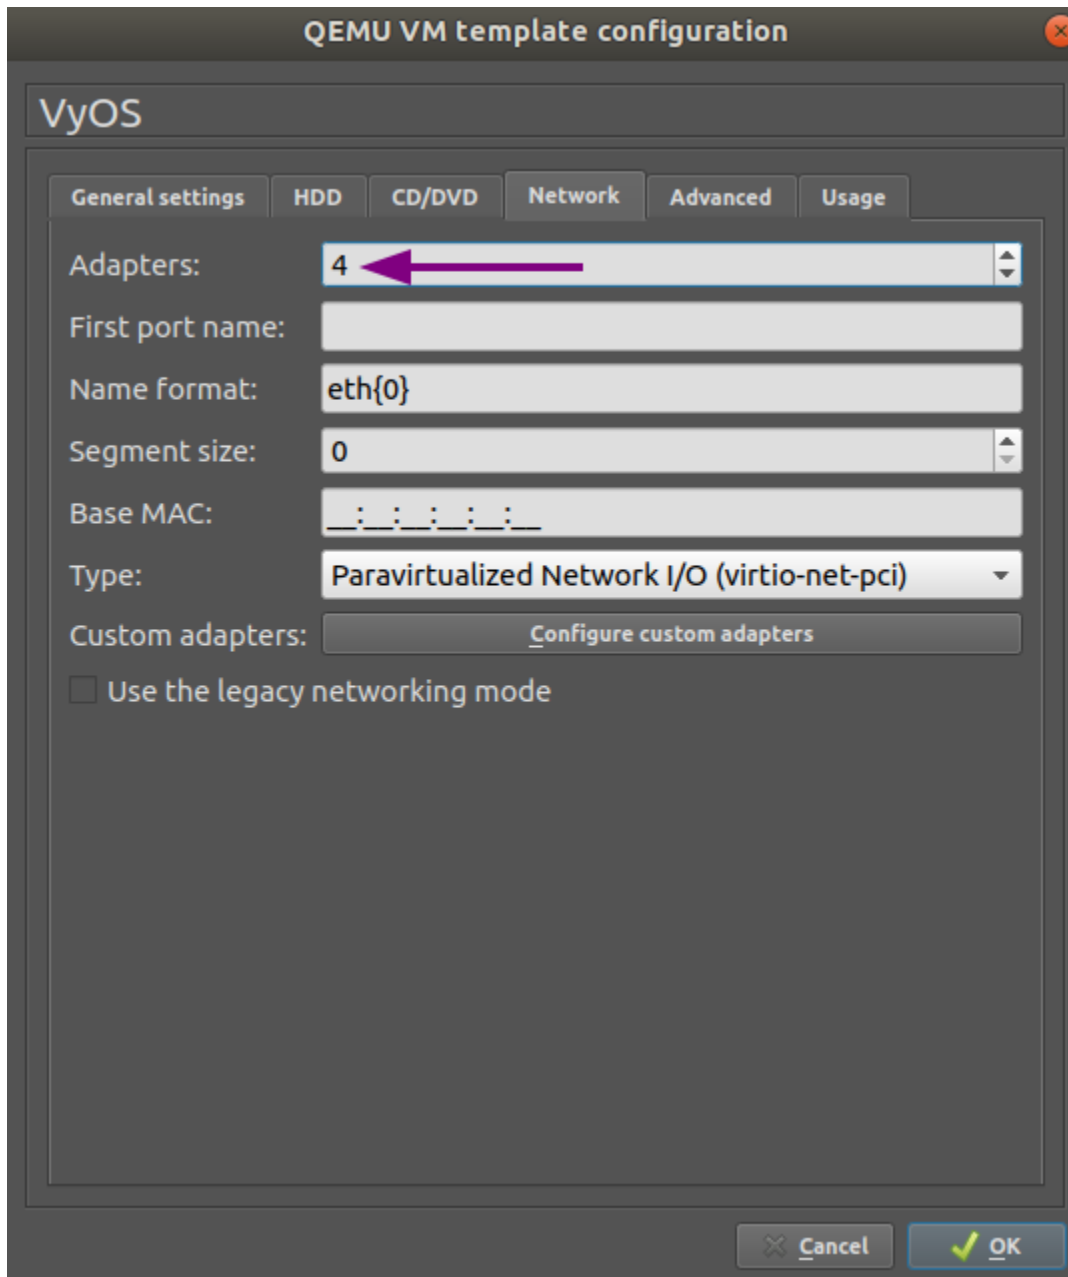 QEMU VM template configuration
VyOS
General settings HDD CD/DVD Network Advanced Usage
Adapters: 4
First port name:
Name format: eth{0}
Segment size: 0
Base MAC: __:__:__:__:__:__
Type: Paravirtualized Network I/O (virtio-net-pci)
Custom adapters: Configure custom adapters
Use the legacy networking mode
Cancel OK